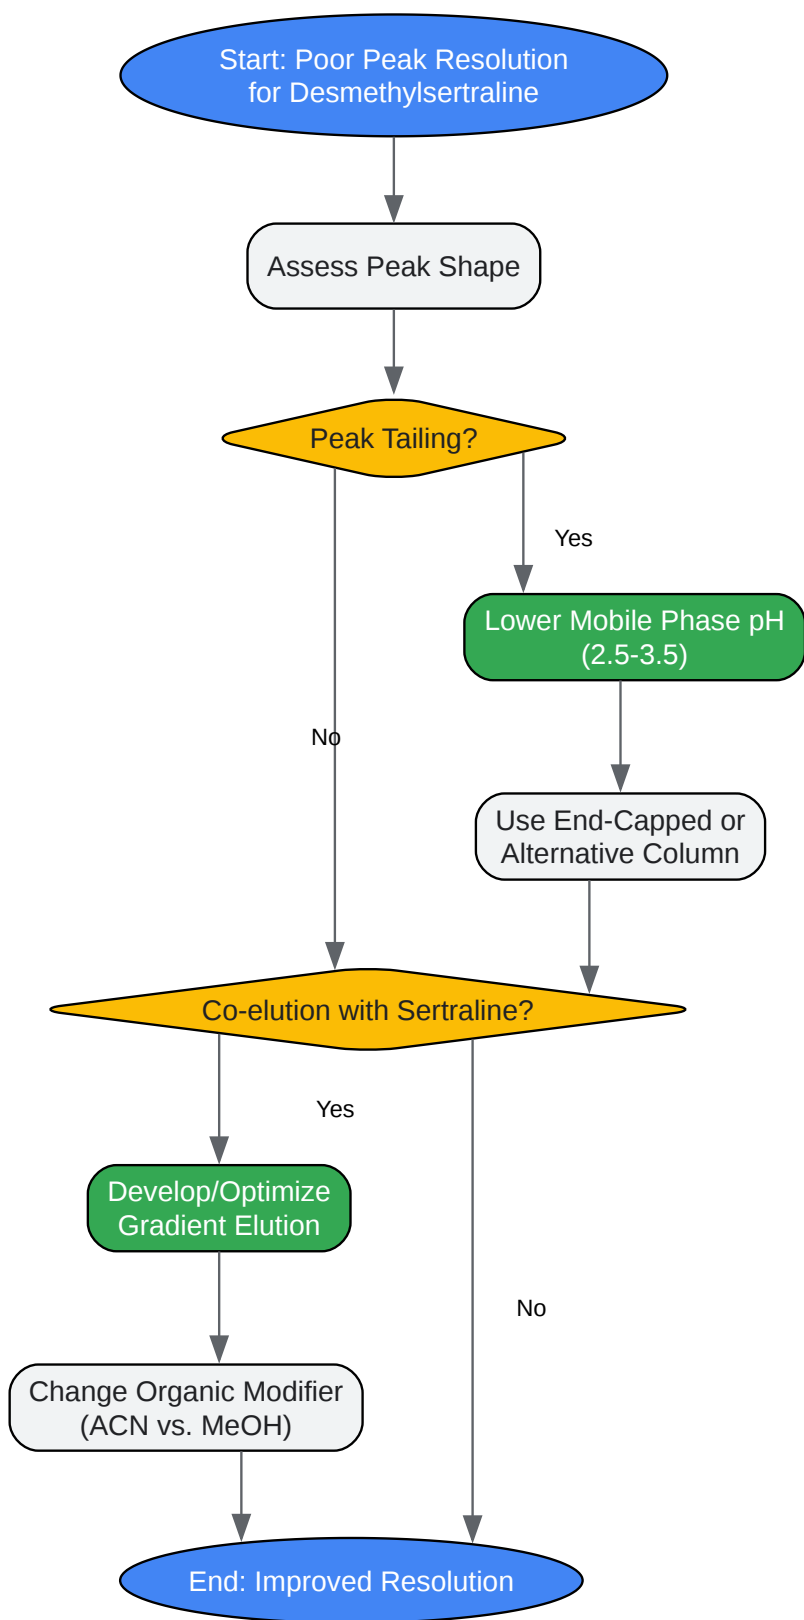 Start: Poor Peak Resolution
for Desmethylsertraline
Assess Peak Shape
Peak Tailing?
Yes
Lower Mobile Phase pH
(2.5-3.5)
No
Use End-Capped or
Alternative Column
Co-elution with Sertraline?
Yes
Develop/Optimize
Gradient Elution
No
Change Organic Modifier
(ACN vs. MeOH)
End: Improved Resolution